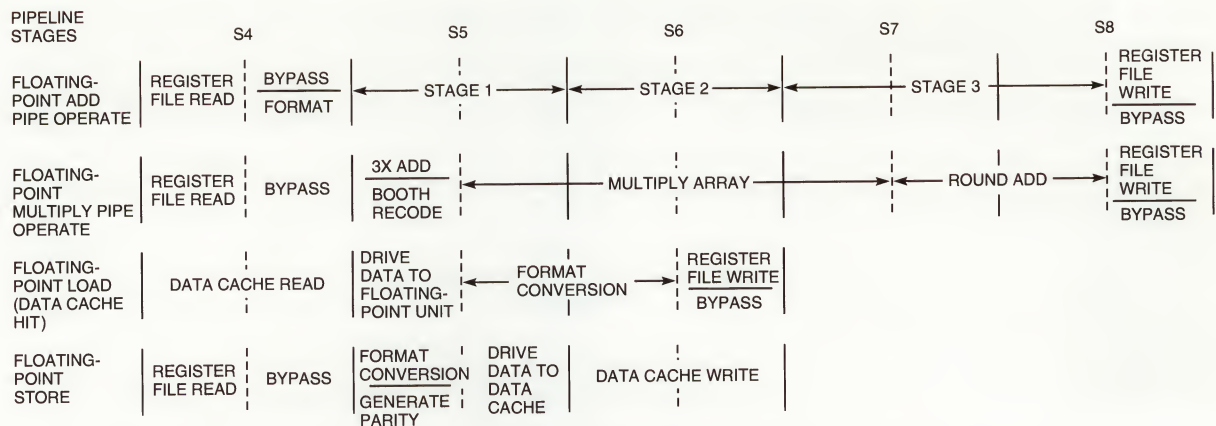 PIPELINE
STAGES
S4
S5
S6
S7
S8
FLOATING-
POINT ADD
PIPE OPERATE
REGISTER
FILE READ
BYPASS
FORMAT
STAGE 1
STAGE 2
STAGE 3
REGISTER
FILE
WRITE
BYPASS
FLOATING-
POINT
MULTIPLY PIPE
OPERATE
REGISTER
FILE READ
BYPASS
3X ADD
BOOTH
RECODE
MULTIPLY ARRAY
ROUND ADD
REGISTER
FILE
WRITE
BYPASS
FLOATING-
POINT LOAD
(DATA CACHE
HIT)
DATA CACHE READ
DRIVE
DATA TO
FLOATING-
POINT UNIT
FORMAT
CONVERSION
REGISTER
FILE WRITE
BYPASS
FLOATING-
POINT
STORE
REGISTER
FILE READ
BYPASS
FORMAT
CONVERSION
GENERATE
PARITY
DRIVE
DATA TO
DATA
CACHE
DATA CACHE WRITE